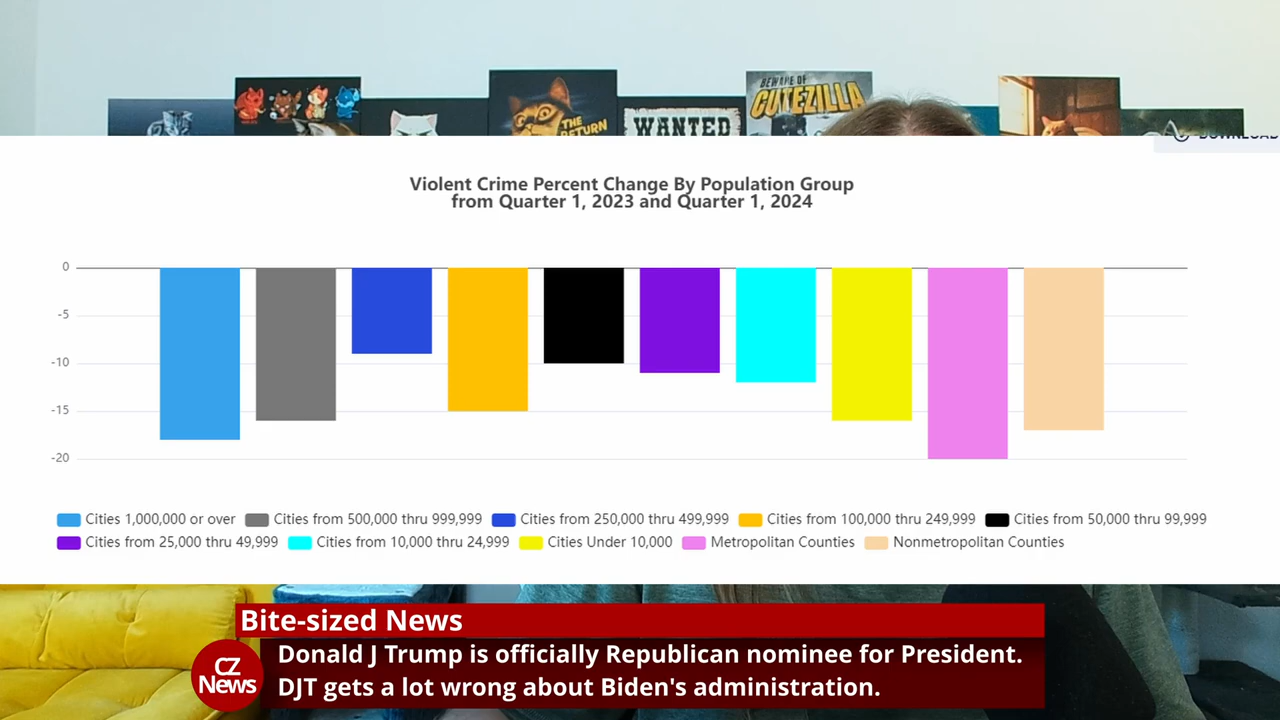 BEWARE OF
CUTEZILLA
THE
RETURN
WANTED
DOWNLOAD
Violent Crime Percent Change By Population Group
from Quarter 1, 2023 and Quarter 1, 2024
0
-5
-10
-15
-20
Cities 1,000,000 or over Cities from 500,000 thru 999,999 Cities from 250,000 thru 499,999 Cities from 100,000 thru 249,999 Cities from 50,000 thru 99,999
Cities from 25,000 thru 49,999 Cities from 10,000 thru 24,999 Cities Under 10,000 Metropolitan Counties Nonmetropolitan Counties
Bite-sized News
CZ
News
Donald J Trump is officially Republican nominee for President.
DJT gets a lot wrong about Biden's administration.